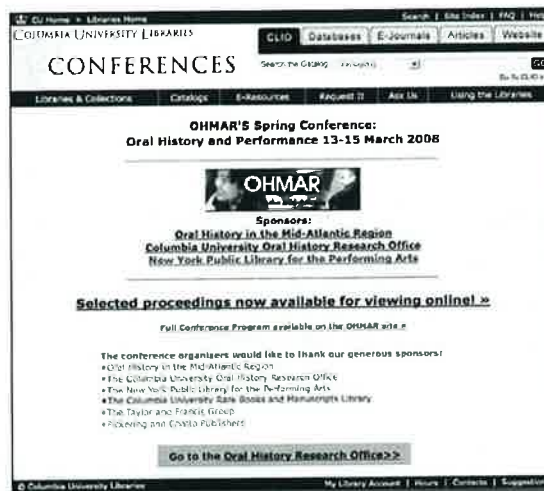 CU Home > Libraries Home
Search | Site Index | FAQ | Help
COLUMBIA UNIVERSITY LIBRARIES
CLIO Databases E-Journals Articles Website
CONFERENCES
Search the Catalog GO
Libraries & Collections Catalogs E-Resources Request It Ask Us Using the Libraries
OHMAR'S Spring Conference:
Oral History and Performance 13-15 March 2008
OHMAR
Sponsors:
Oral History in the Mid-Atlantic Region
Columbia University Oral History Research Office
New York Public Library for the Performing Arts
Selected proceedings now available for viewing online! »
Full Conference Program available on the OHMAR site »
The conference organizers would like to thank our generous sponsors:
•Oral History in the Mid-Atlantic Region
•The Columbia University Oral History Research Office
•The New York Public Library for the Performing Arts
•The Columbia University Rare Books and Manuscripts Library
•The Taylor and Francis Group
•Pickering and Chatto Publishers
Go to the Oral History Research Office>>
© Columbia University Libraries
My Library Account | Hours | Contacts | Suggestion